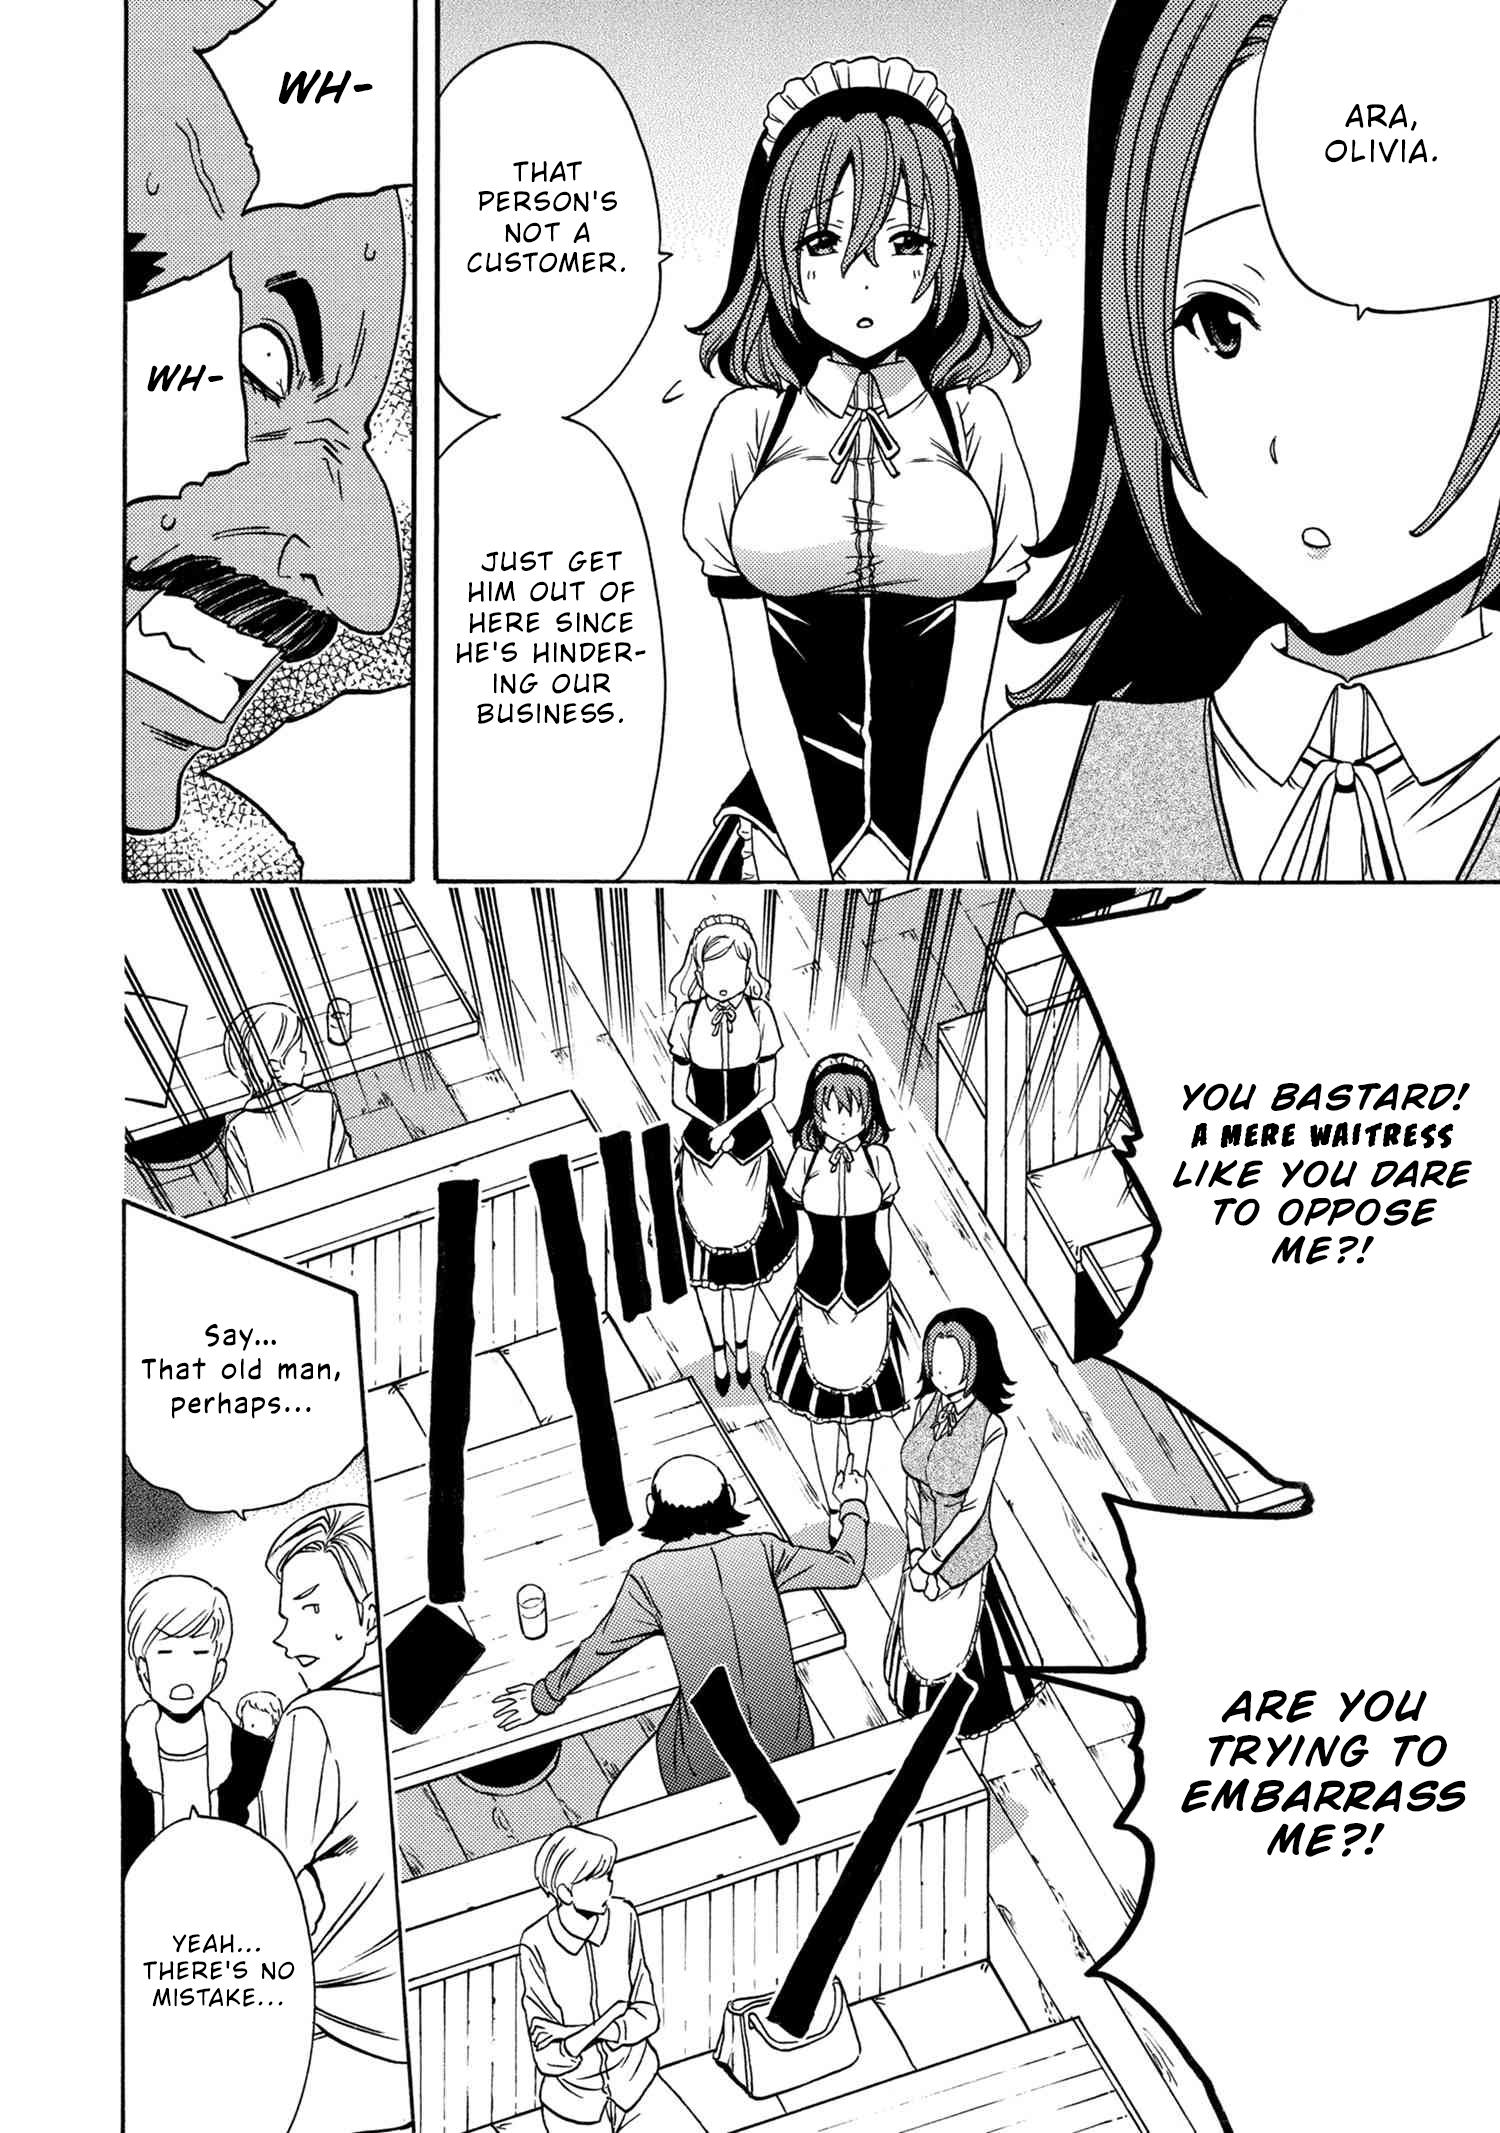 ARA,
OLIVIA.
THAT
PERSON'S
NOT A
CUSTOMER.
JUST GET
HIM OUT OF
HERE SINCE
HE'S HINDER-
ING OUR
BUSINESS.
WH-
WH-
YOU BASTARD!
A MERE WAITRESS
LIKE YOU DARE
TO OPPOSE
ME?!
ARE YOU
TRYING TO
EMBARRASS
ME?!
Say...
That old man,
perhaps...
YEAH...
THERE'S NO
MISTAKE...